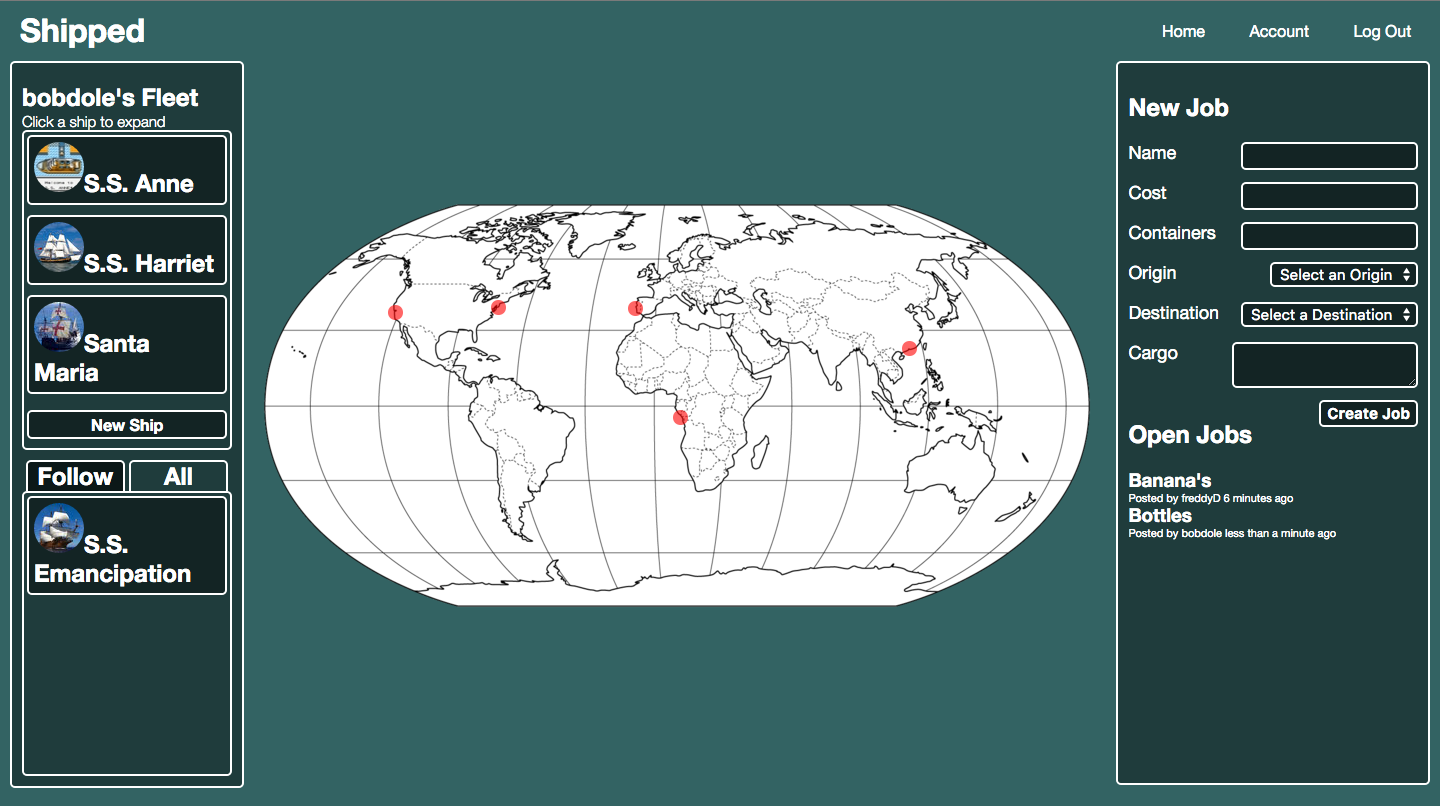 Shipped
Home Account Log Out
bobdole's Fleet
Click a ship to expand
S.S. Anne
S.S. Harriet
Santa
Maria
New Ship
Follow All
S.S.
Emancipation
New Job
Name
Cost
Containers
Origin Select an Origin
Destination Select a Destination
Cargo
Create Job
Open Jobs
Banana's
Posted by freddyD 6 minutes ago
Bottles
Posted by bobdole less than a minute ago